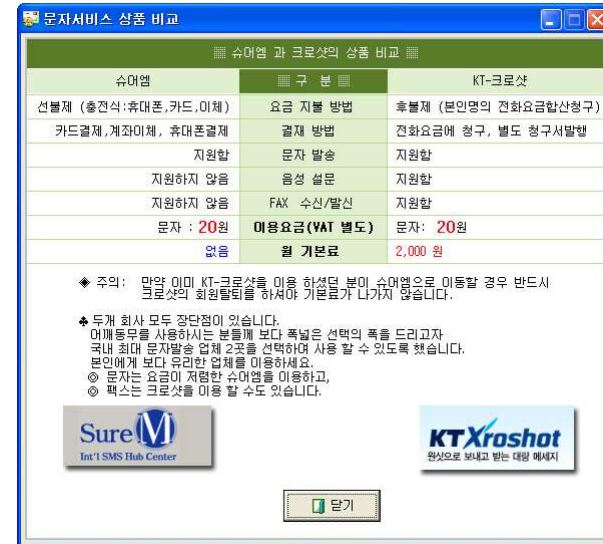 문자서비스 상품 비교
▒ 슈어엠 과 크로샷의 상품 비교 ▒
슈어엠 ▒ 구 분 ▒ KT-크로샷
선불제 (충전식:휴대폰,카드,이체) 요금 지불 방법 후불제 (본인명의 전화요금합산청구)
카드결제,계좌이체, 휴대폰결제 결재 방법 전화요금에 청구, 별도 청구서발행
지원함 문자 발송 지원함
지원하지 않음 음성 설문 지원함
지원하지 않음 FAX 수신/발신 지원함
문자 : 20원 이용요금(VAT 별도) 문자: 20원
없음 월 기본료 2,000 원
◈ 주의: 만약 이미 KT-크로샷을 이용 하셨던 분이 슈어엠으로 이동할 경우 반드시
크로샷의 회원탈퇴를 하셔야 기본료가 나가지 않습니다.
♣ 두개 회사 모두 장단점이 있습니다.
어깨동무를 사용하시는 분들께 보다 폭넓은 선택의 폭을 드리고자
국내 최대 문자발송 업체 2곳을 선택하여 사용 할 수 있도록 했습니다.
본인에게 보다 유리한 업체를 이용하세요.
◎ 문자는 요금이 저렴한 슈어엠을 이용하고,
◎ 팩스는 크로샷을 이용 할 수도 있습니다.
Sure M
Int'l SMS Hub Center
KT Xroshot
원샷으로 보내고 받는 대량 메세지
닫기